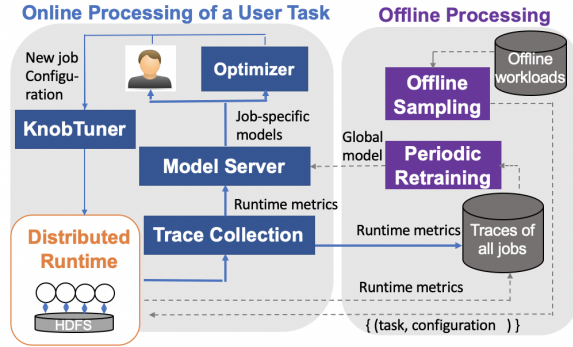 Online Processing of a User Task
Offline Processing
New job
Configu-
ration
Optimizer
Offline
workloads
Offline
Sampling
KnobTuner
Job-specific
models
Global
model
Model Server
Periodic
Retraining
Runtime metrics
Distributed
Runtime
Trace Collection
Runtime metrics
Traces of
all jobs
HDFS
Runtime metrics
{ (task, configuration ) }